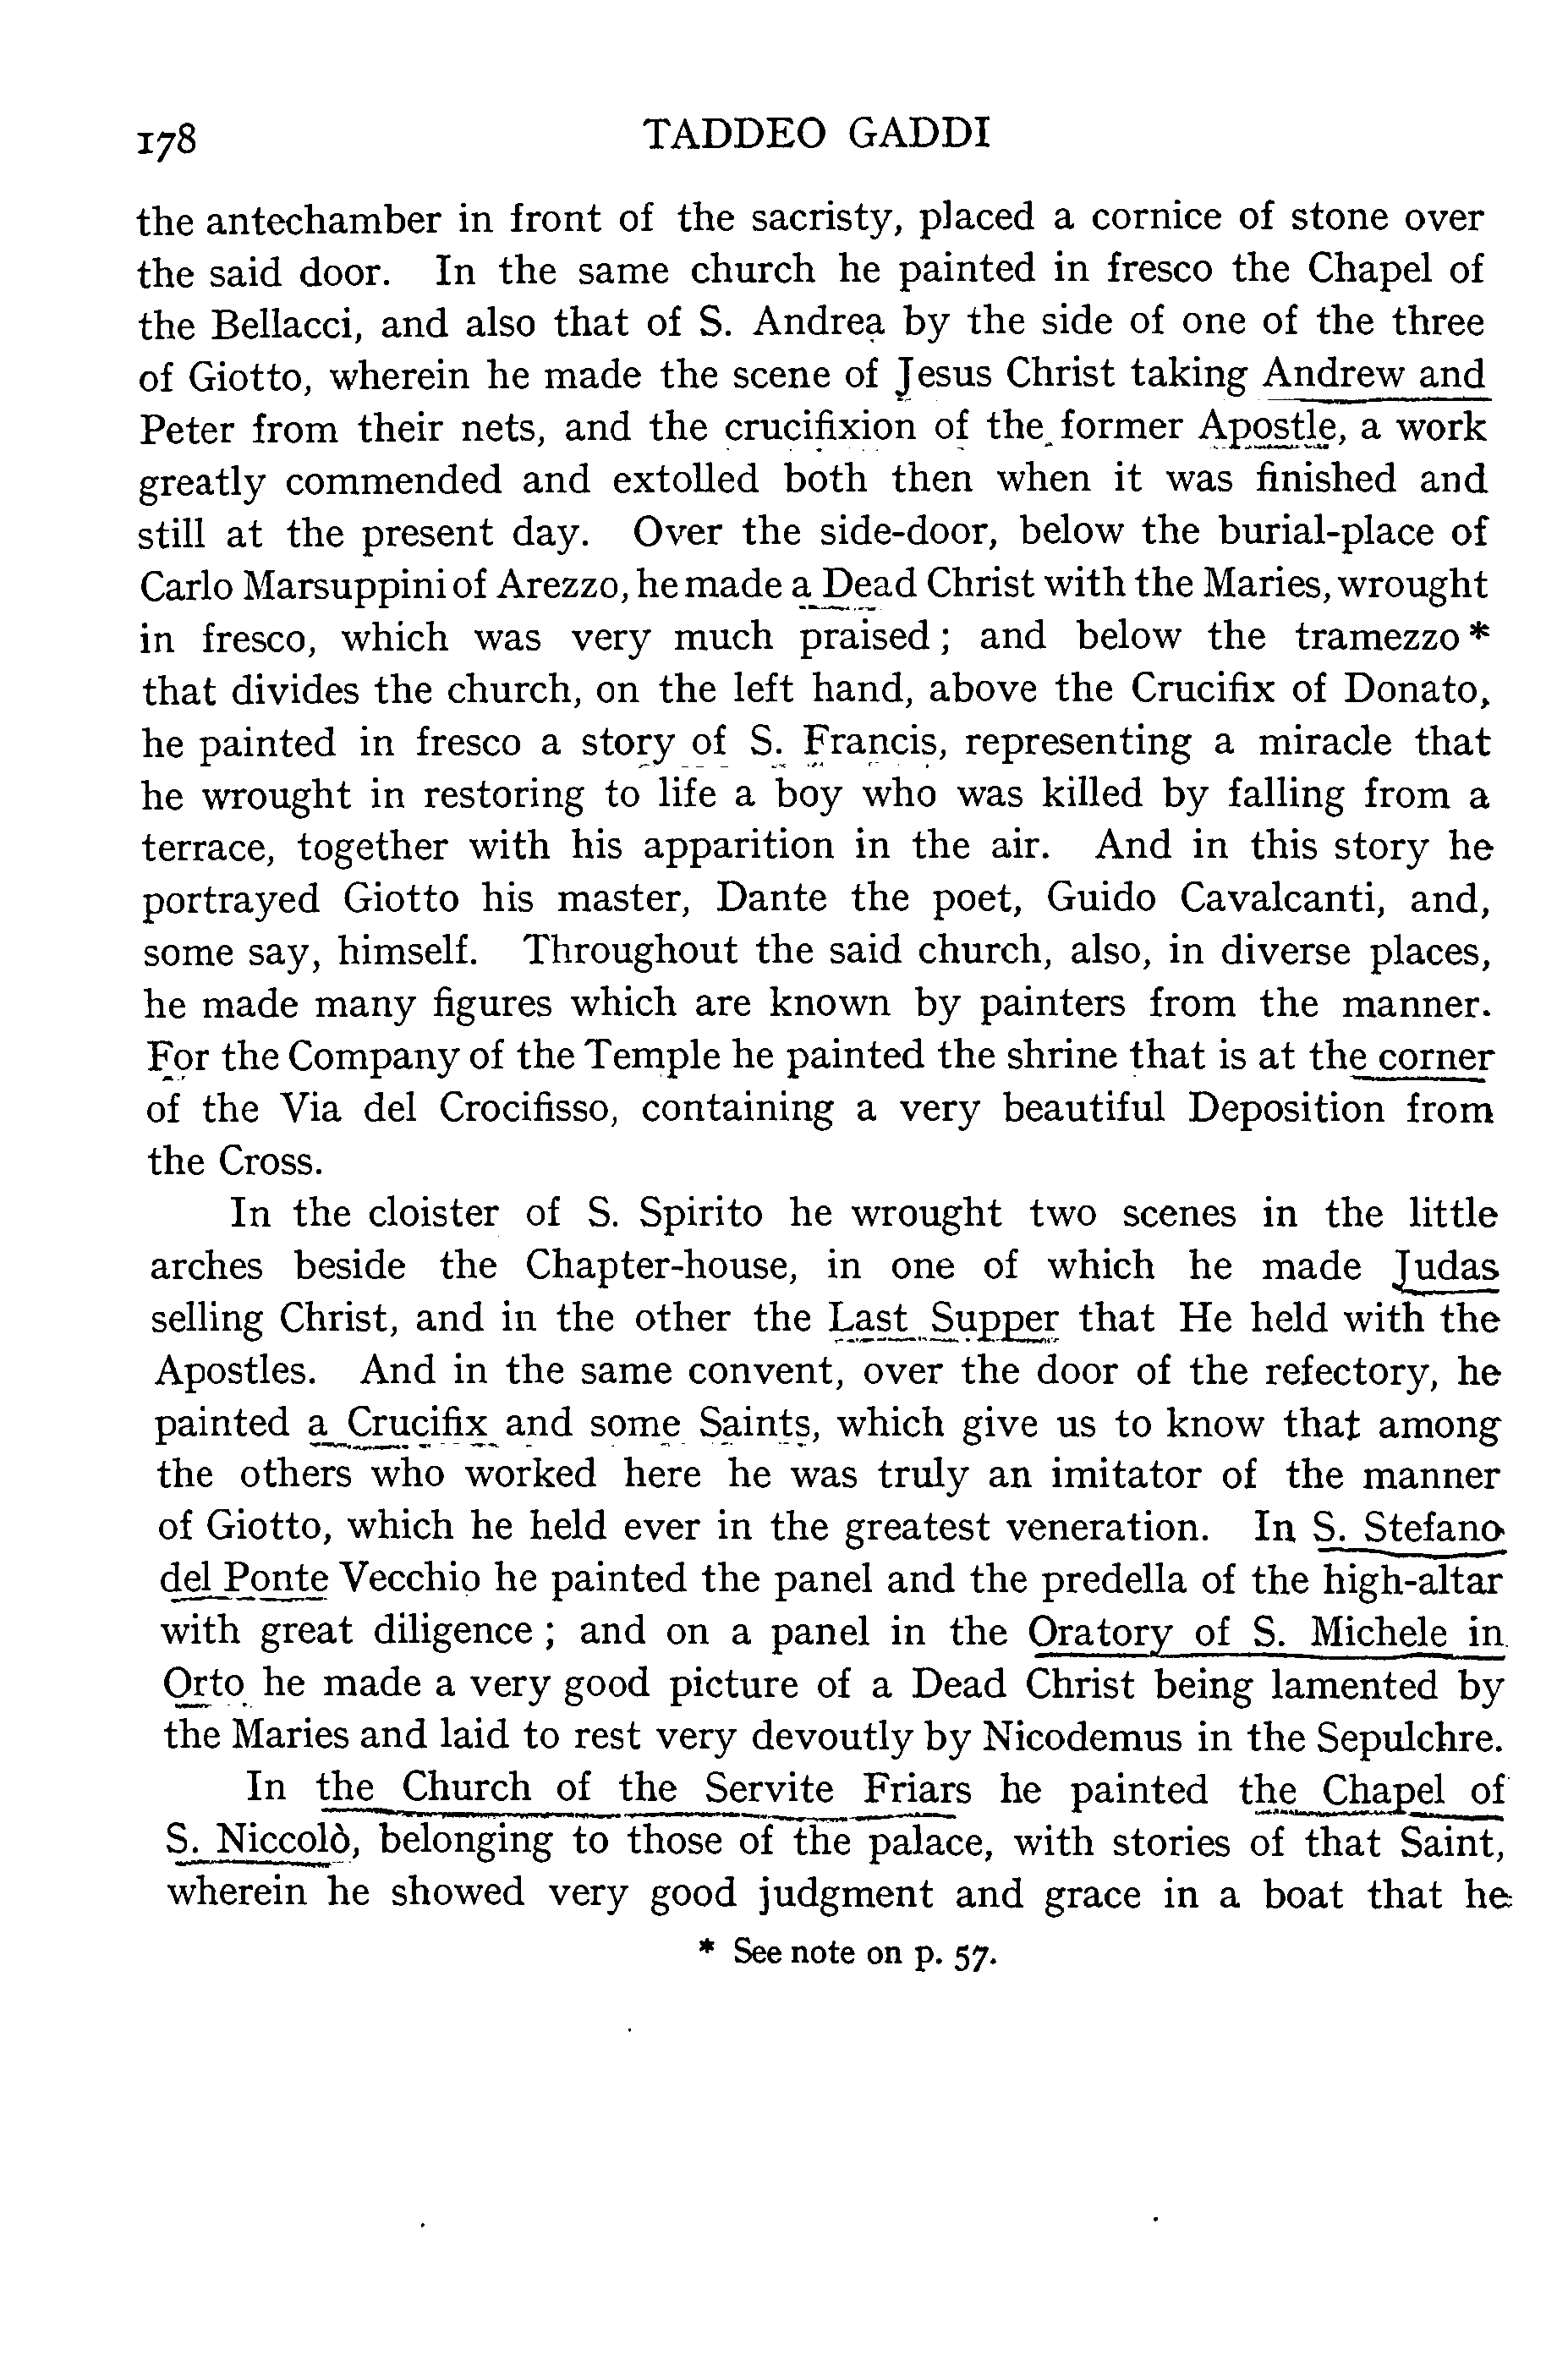 178 TADDEO GADDI
the antechamber in front of the sacristy, placed a cornice of stone over
the said door. In the same church he painted in fresco the Chapel of
the Bellacci, and also that of S. Andrea by the side of one of the three
of Giotto, wherein he made the scene of Jesus Christ taking Andrew and
Peter from their nets, and the crucifixion of the former Apostle, a work
greatly commended and extolled both then when it was finished and
still at the present day. Over the side-door, below the burial-place of
Carlo Marsuppini of Arezzo, he made a Dead Christ with the Maries, wrought
in fresco, which was very much praised; and below the tramezzo*
that divides the church, on the left hand, above the Crucifix of Donato,
he painted in fresco a story of S. Francis, representing a miracle that
he wrought in restoring to life a boy who was killed by falling from a
terrace, together with his apparition in the air. And in this story he
portrayed Giotto his master, Dante the poet, Guido Cavalcanti, and,
some say, himself. Throughout the said church, also, in diverse places,
he made many figures which are known by painters from the manner.
For the Company of the Temple he painted the shrine that is at the corner
of the Via del Crocifisso, containing a very beautiful Deposition from
the Cross.
In the cloister of S. Spirito he wrought two scenes in the little
arches beside the Chapter-house, in one of which he made Judas
selling Christ, and in the other the Last Supper that He held with the
Apostles. And in the same convent, over the door of the refectory, he
painted a Crucifix and some Saints, which give us to know that among
the others who worked here he was truly an imitator of the manner
of Giotto, which he held ever in the greatest veneration. In S. Stefano
del Ponte Vecchio he painted the panel and the predella of the high-altar
with great diligence; and on a panel in the Oratory of S. Michele in
Orto he made a very good picture of a Dead Christ being lamented by
the Maries and laid to rest very devoutly by Nicodemus in the Sepulchre.
In the Church of the Servite Friars he painted the Chapel of
S. Niccolò, belonging to those of the palace, with stories of that Saint,
wherein he showed very good judgment and grace in a boat that he
* See note on p. 57.